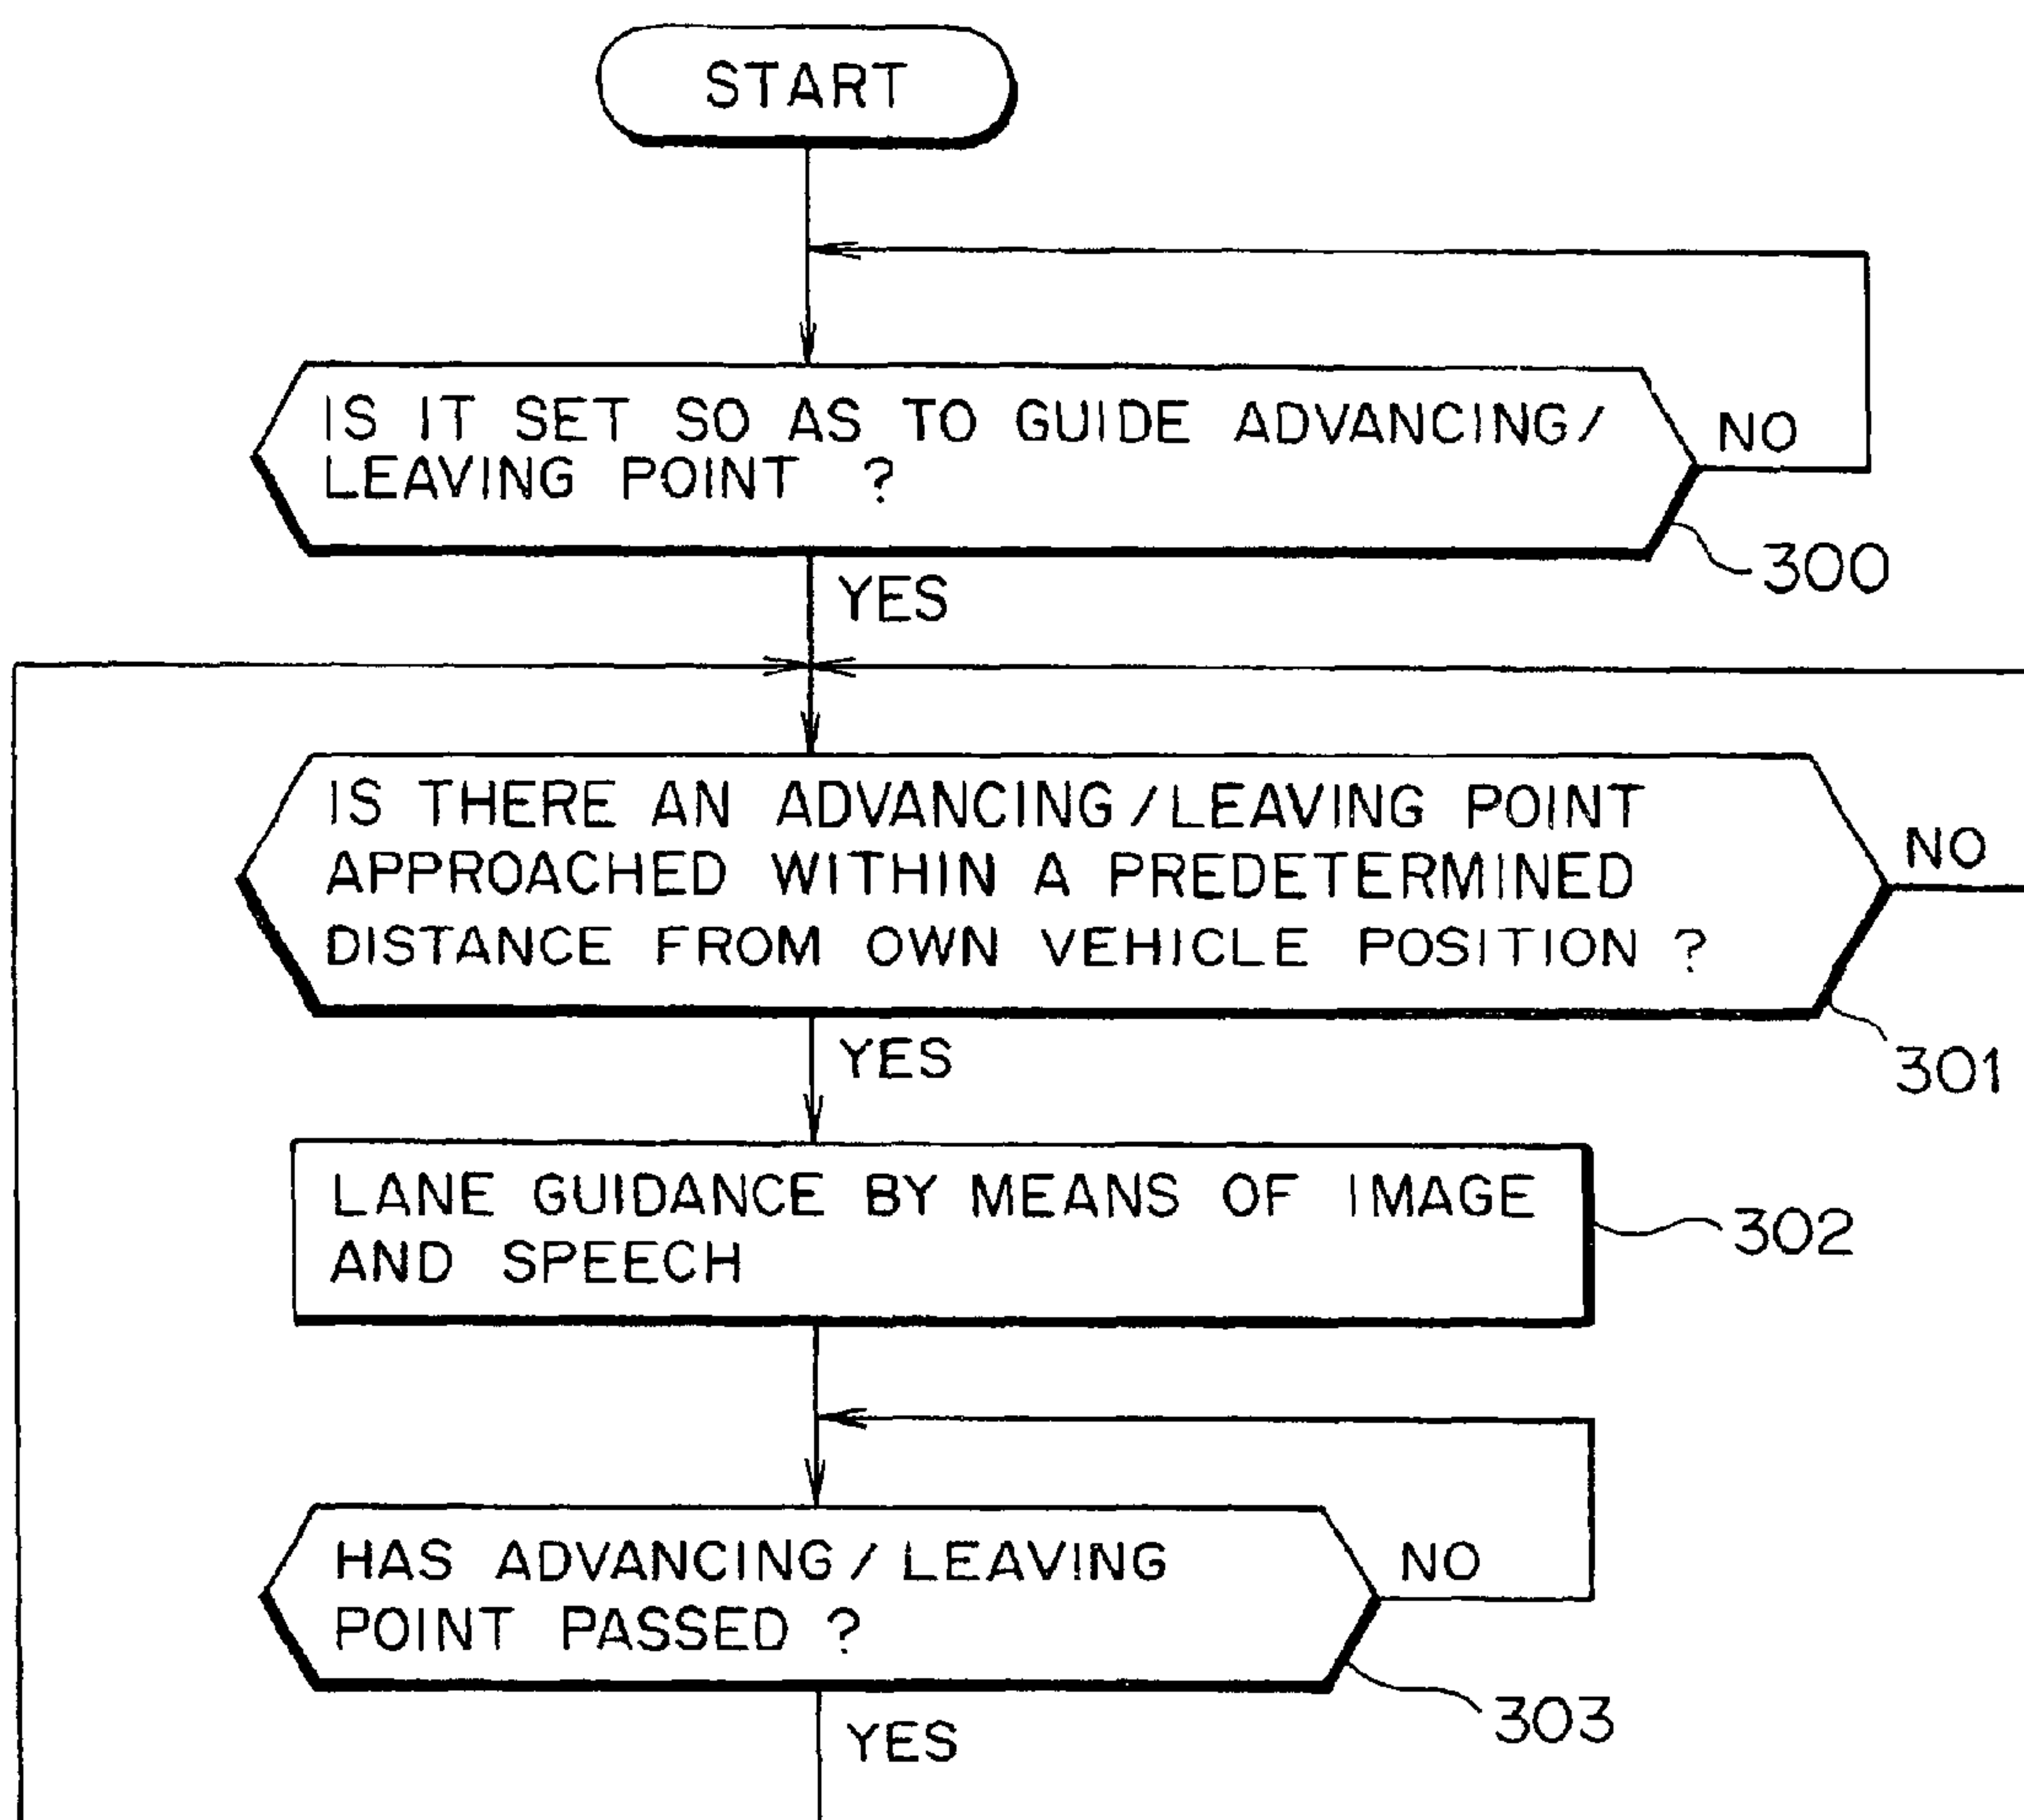 START
IS IT SET SO AS TO GUIDE ADVANCING/
LEAVING POINT ?
NO
300
YES
IS THERE AN ADVANCING/LEAVING POINT
APPROACHED WITHIN A PREDETERMINED
DISTANCE FROM OWN VEHICLE POSITION ?
NO
301
YES
LANE GUIDANCE BY MEANS OF IMAGE
AND SPEECH
302
HAS ADVANCING/LEAVING
POINT PASSED ?
NO
303
YES